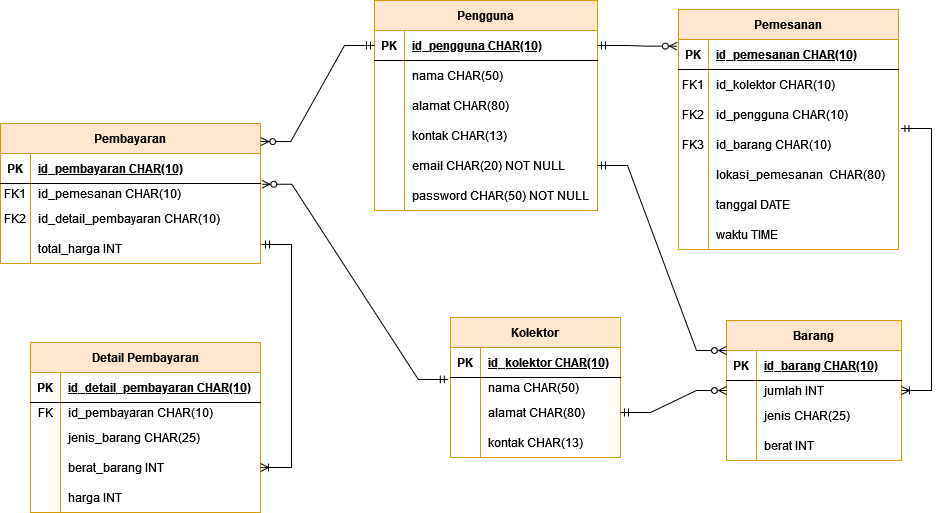 Pengguna
PK id_pengguna CHAR(10)
nama CHAR(50)
alamat CHAR(80)
kontak CHAR(13)
email CHAR(20) NOT NULL
password CHAR(50) NOT NULL
Pemesanan
PK id_pemesanan CHAR(10)
FK1 id_kolektor CHAR(10)
FK2 id_pengguna CHAR(10)
FK3 id_barang CHAR(10)
lokasi_pemesanan CHAR(80)
tanggal DATE
waktu TIME
Pembayaran
PK id_pembayaran CHAR(10)
FK1 id_pemesanan CHAR(10)
FK2 id_detail_pembayaran CHAR(10)
total_harga INT
Detail Pembayaran
PK id_detail_pembayaran CHAR(10)
FK id_pembayaran CHAR(10)
jenis_barang CHAR(25)
berat_barang INT
harga INT
Kolektor
PK id_kolektor CHAR(10)
nama CHAR(50)
alamat CHAR(80)
kontak CHAR(13)
Barang
PK id_barang CHAR(10)
jumlah INT
jenis CHAR(25)
berat INT